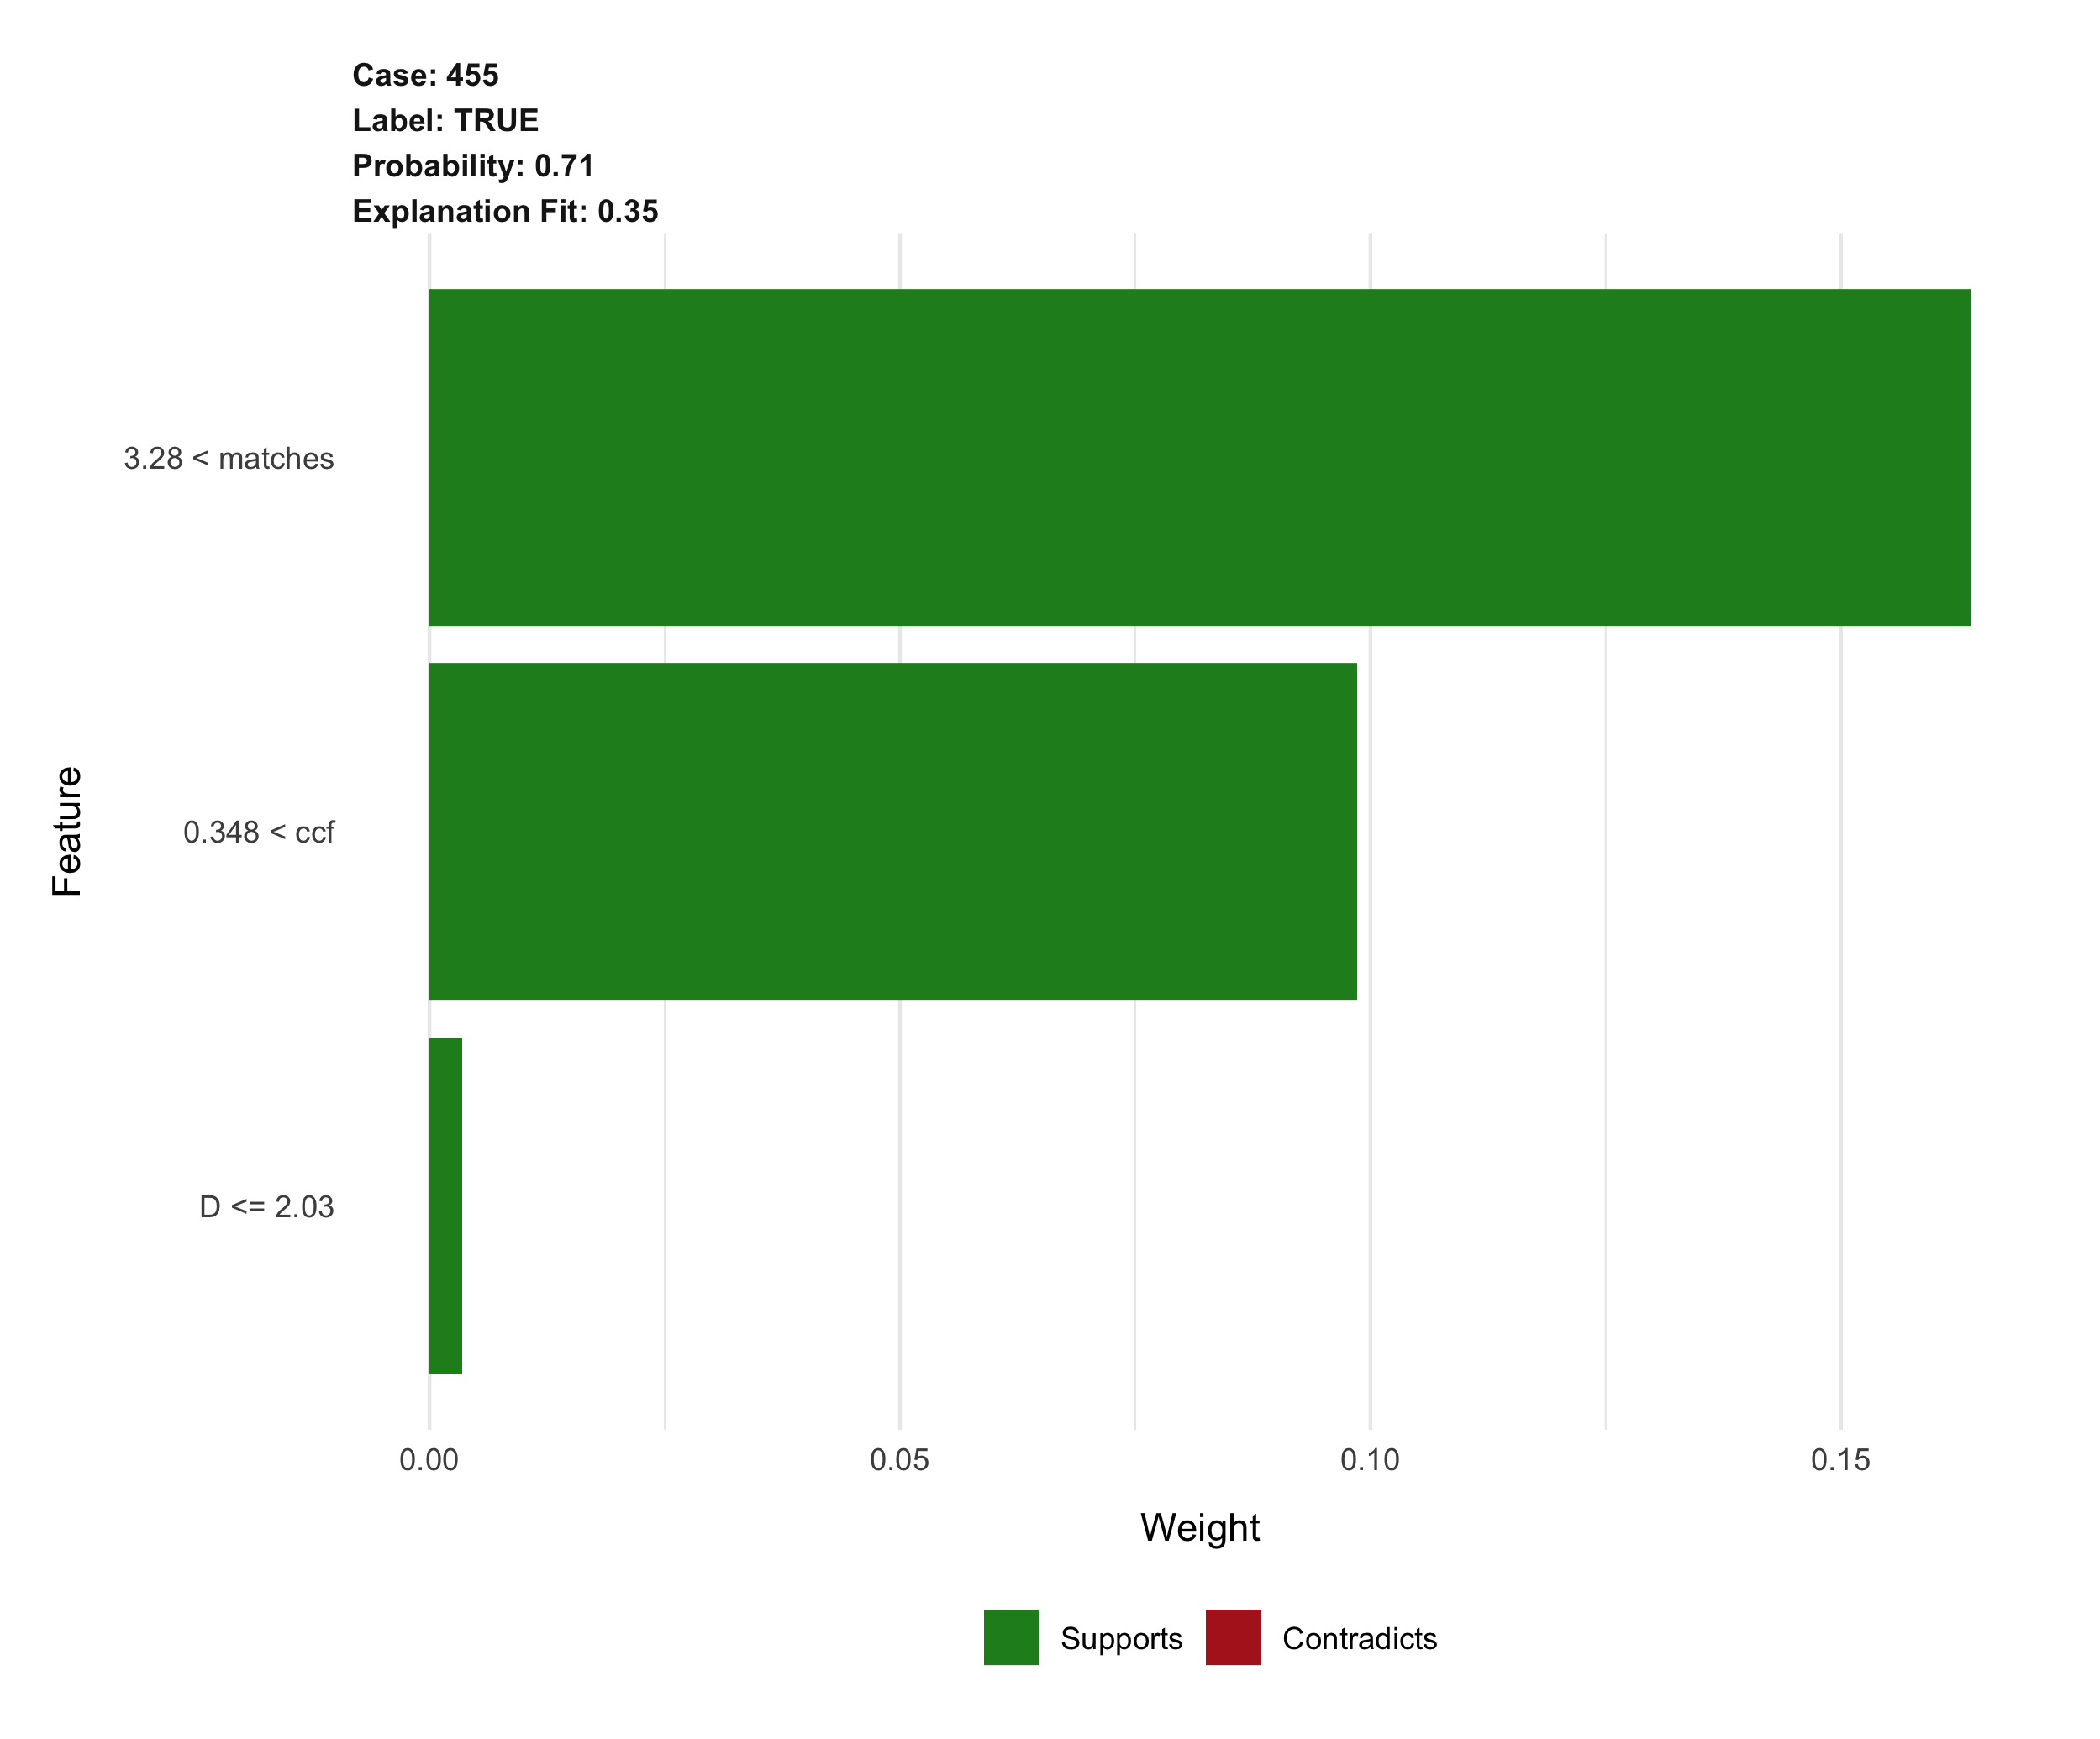 Case: 455
Label: TRUE
Probability: 0.71
Explanation Fit: 0.35
3.28 < matches
0.348 < ccf
D <= 2.03
Feature
0.00 0.05 0.10 0.15
Weight
Supports Contradicts